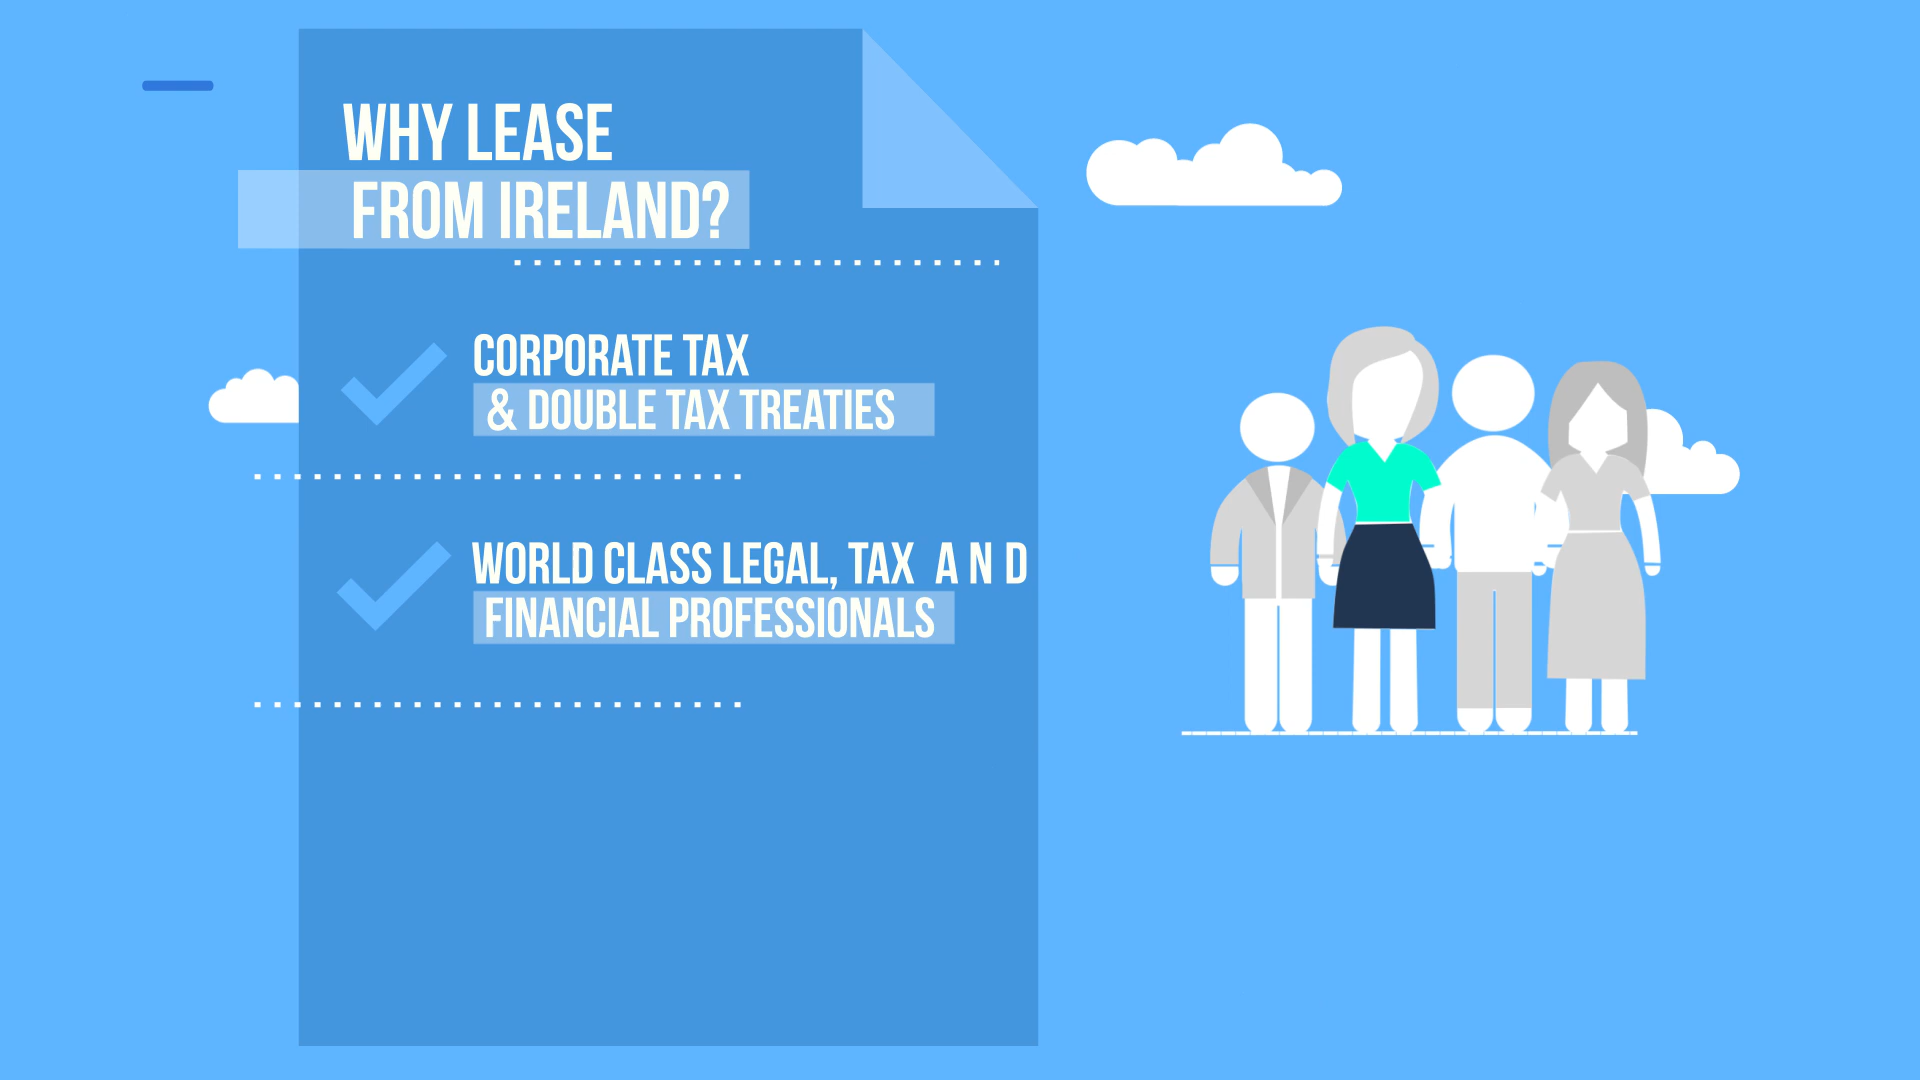 WHY LEASE
FROM IRELAND?
CORPORATE TAX
& DOUBLE TAX TREATIES
WORLD CLASS LEGAL, TAX A N D
FINANCIAL PROFESSIONALS